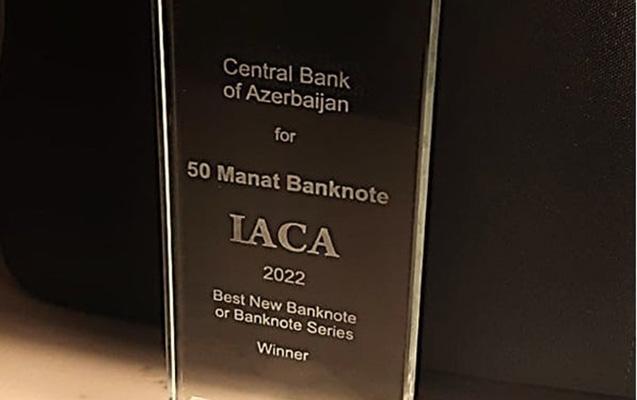 Central Bank
of Azerbaijan
for
50 Manat Banknote
IACA
2022
Best New Banknote
or Banknote Series
Winner